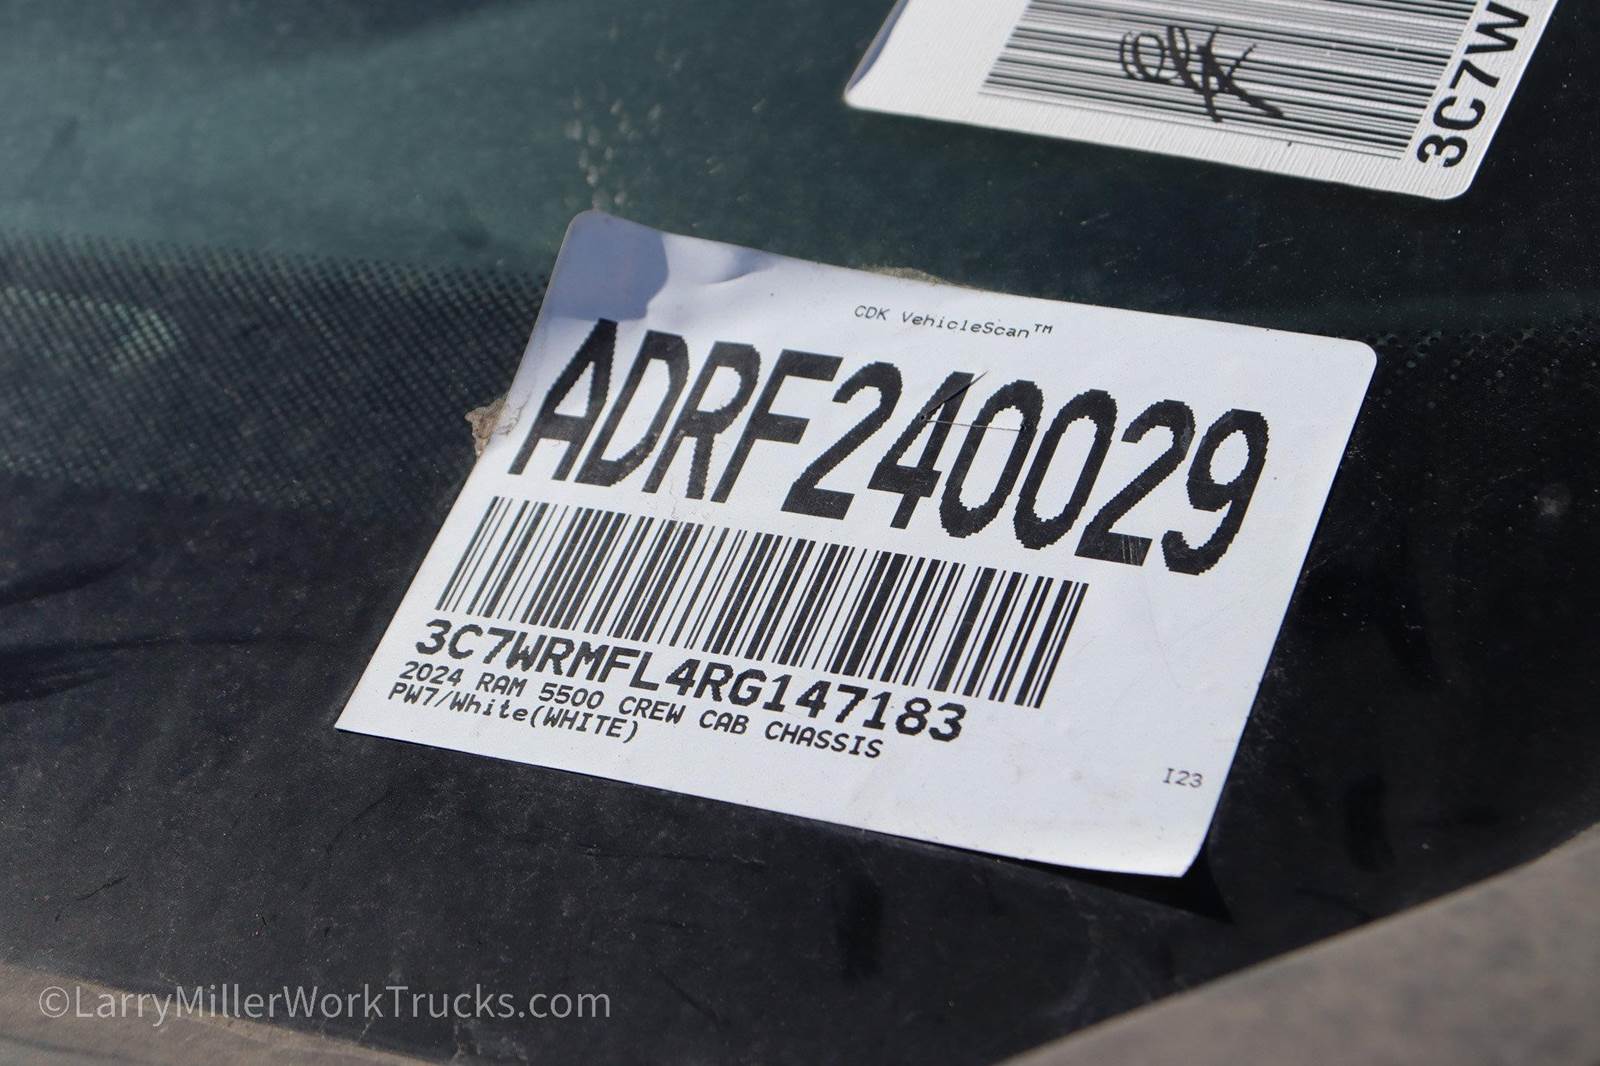 3C7W
CDK VehicleScan™
ADRF240029
3C7WRMFL4RG147183
2024 RAM 5500 CREW CAB CHASSIS
PW7/White(WHITE)
I23
©LarryMillerWorkTrucks.com